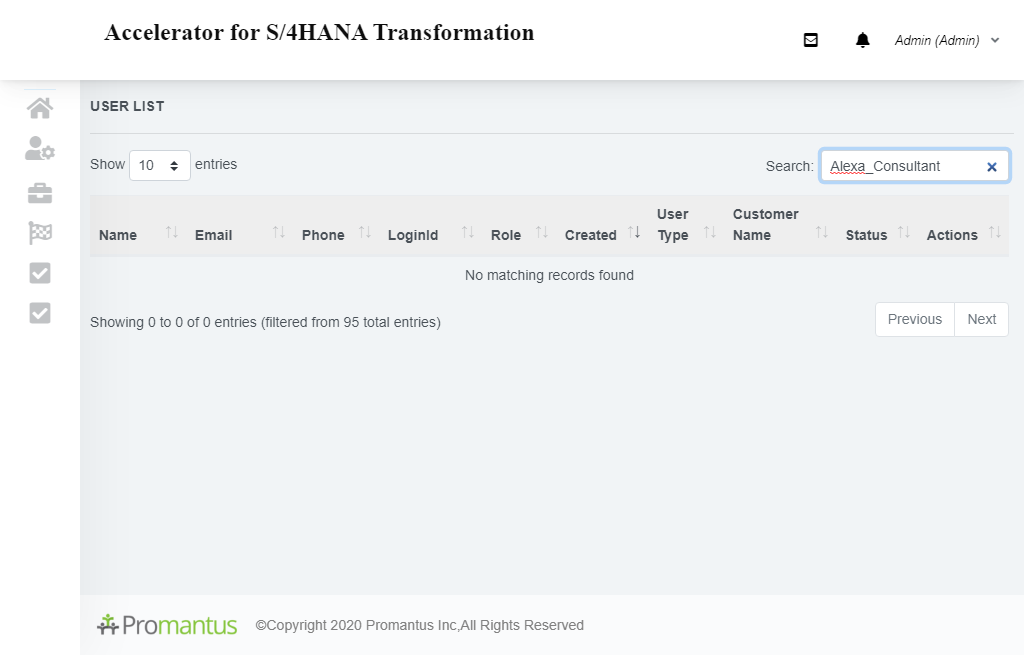 Accelerator for S/4HANA Transformation
Admin (Admin)
USER LIST
Show 10 entries
Search: Alexa_Consultant
Name Email Phone LoginId Role Created User Type Customer Name Status Actions
No matching records found
Showing 0 to 0 of 0 entries (filtered from 95 total entries)
Previous Next
Promantus ©Copyright 2020 Promantus Inc,All Rights Reserved